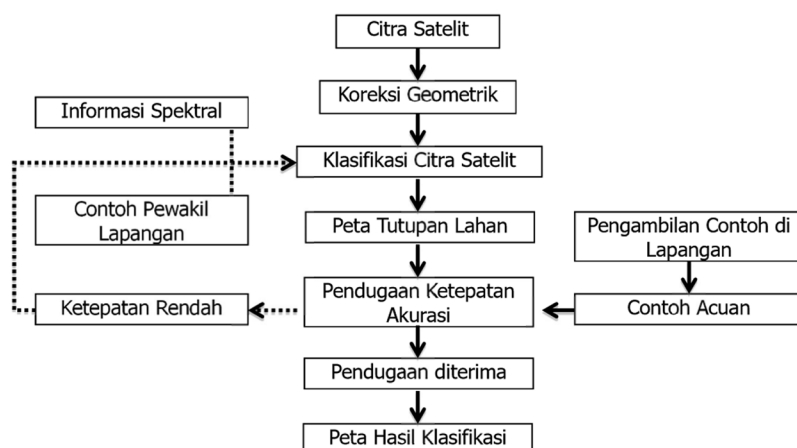 Citra Satelit
Koreksi Geometrik
Informasi Spektral
Klasifikasi Citra Satelit
Contoh Pewakil
Lapangan
Peta Tutupan Lahan
Pengambilan Contoh di
Lapangan
Ketepatan Rendah
Pendugaan Ketepatan
Akurasi
Contoh Acuan
Pendugaan diterima
Peta Hasil Klasifikasi